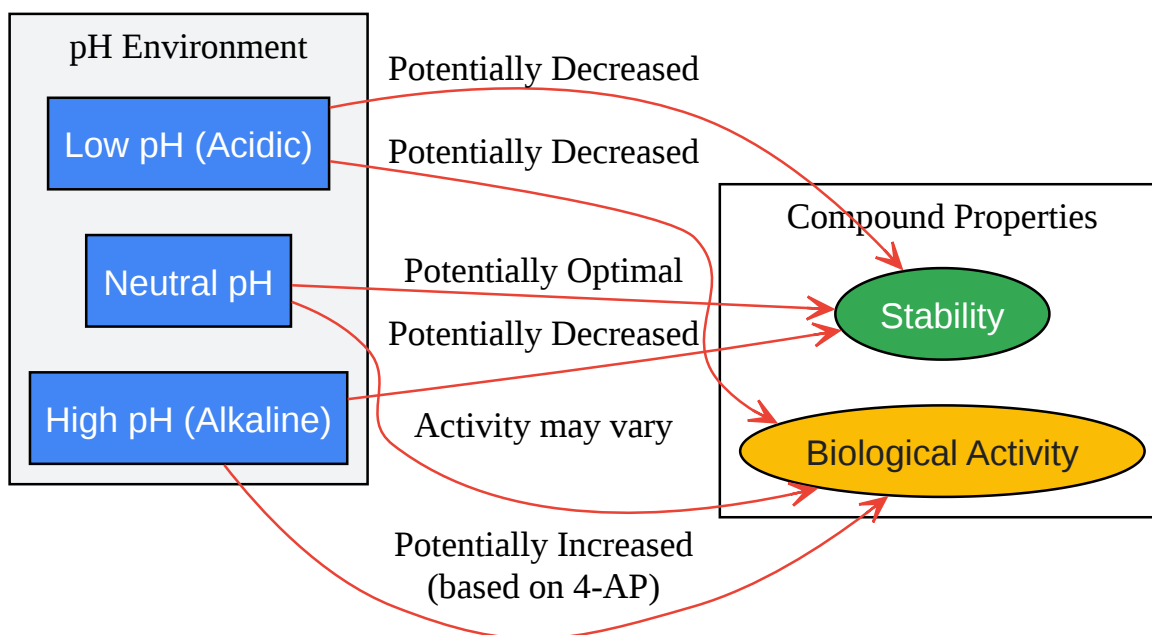 pH Environment
Low pH (Acidic)
Neutral pH
High pH (Alkaline)
Potentially Decreased
Potentially Decreased
Potentially Optimal
Potentially Decreased
Activity may vary
Potentially Increased
(based on 4-AP)
Compound Properties
Stability
Biological Activity